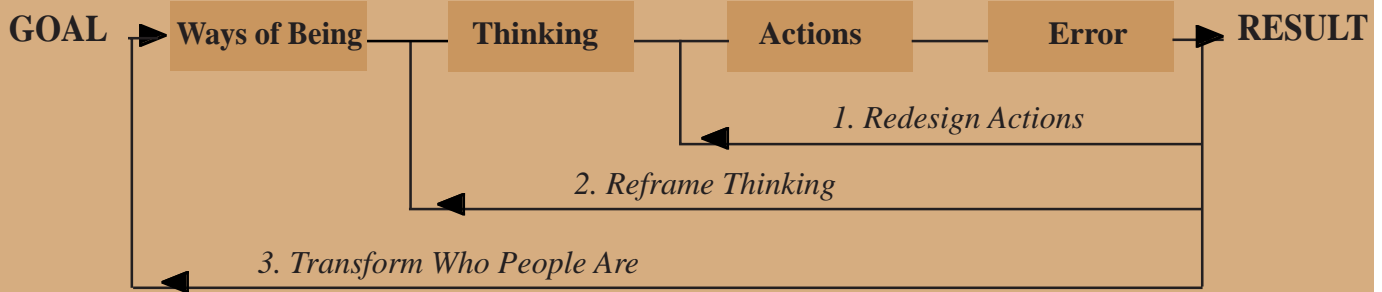 GOAL Ways of Being Thinking Actions Error RESULT
1. Redesign Actions
2. Reframe Thinking
3. Transform Who People Are